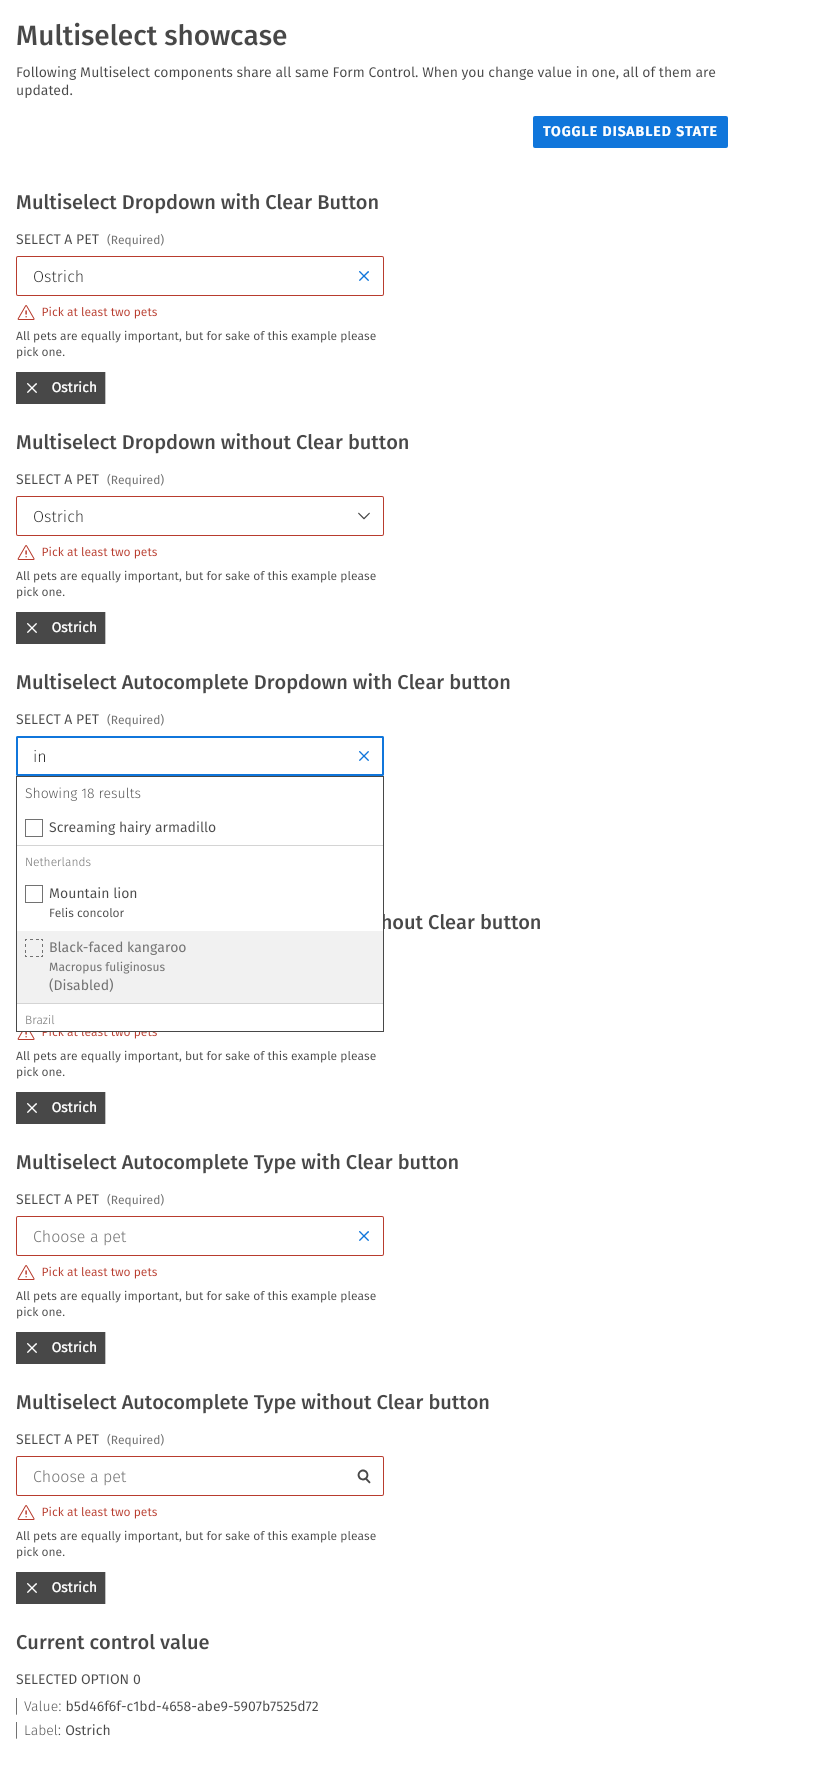 Multiselect showcase
Following Multiselect components share all same Form Control. When you change value in one, all of them are
updated.
TOGGLE DISABLED STATE
Multiselect Dropdown with Clear Button
SELECT A PET (Required)
Ostrich
Pick at least two pets
All pets are equally important, but for sake of this example please
pick one.
Ostrich
Multiselect Dropdown without Clear button
SELECT A PET (Required)
Ostrich
Pick at least two pets
All pets are equally important, but for sake of this example please
pick one.
Ostrich
Multiselect Autocomplete Dropdown with Clear button
SELECT A PET (Required)
in
Showing 18 results
Screaming hairy armadillo
Netherlands
Mountain lion
Felis concolor
hout Clear button
Black-faced kangaroo
Macropus fuliginosus
(Disabled)
Brazil
Pick at least two pets
All pets are equally important, but for sake of this example please
pick one.
Ostrich
Multiselect Autocomplete Type with Clear button
SELECT A PET (Required)
Choose a pet
Pick at least two pets
All pets are equally important, but for sake of this example please
pick one.
Ostrich
Multiselect Autocomplete Type without Clear button
SELECT A PET (Required)
Choose a pet
Pick at least two pets
All pets are equally important, but for sake of this example please
pick one.
Ostrich
Current control value
SELECTED OPTION 0
Value: b5d46f6f-c1bd-4658-abe9-5907b7525d72
Label: Ostrich